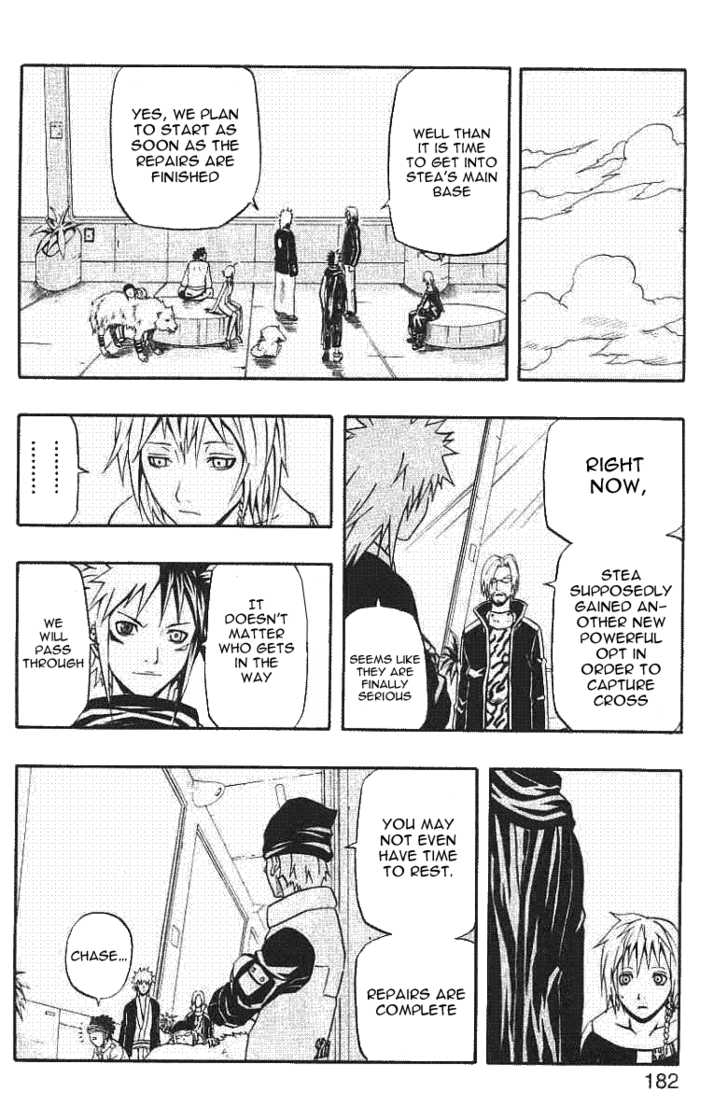 WELL THAN
IT IS TIME
TO GET INTO
STEA'S MAIN
BASE
YES, WE PLAN
TO START AS
SOON AS THE
REPAIRS ARE
FINISHED
RIGHT
NOW,
STEA
SUPPOSEDLY
GAINED AN-
OTHER NEW
POWERFUL
OPT IN
ORDER TO
CAPTURE
CROSS
SEEMS LIKE
THEY ARE
FINALLY
SERIOUS
........
IT
DOESN'T
MATTER
WHO GETS
IN THE
WAY
WE
WILL
PASS
THROUGH
YOU MAY
NOT EVEN
HAVE TIME
TO REST.
REPAIRS ARE
COMPLETE
CHASE...
182